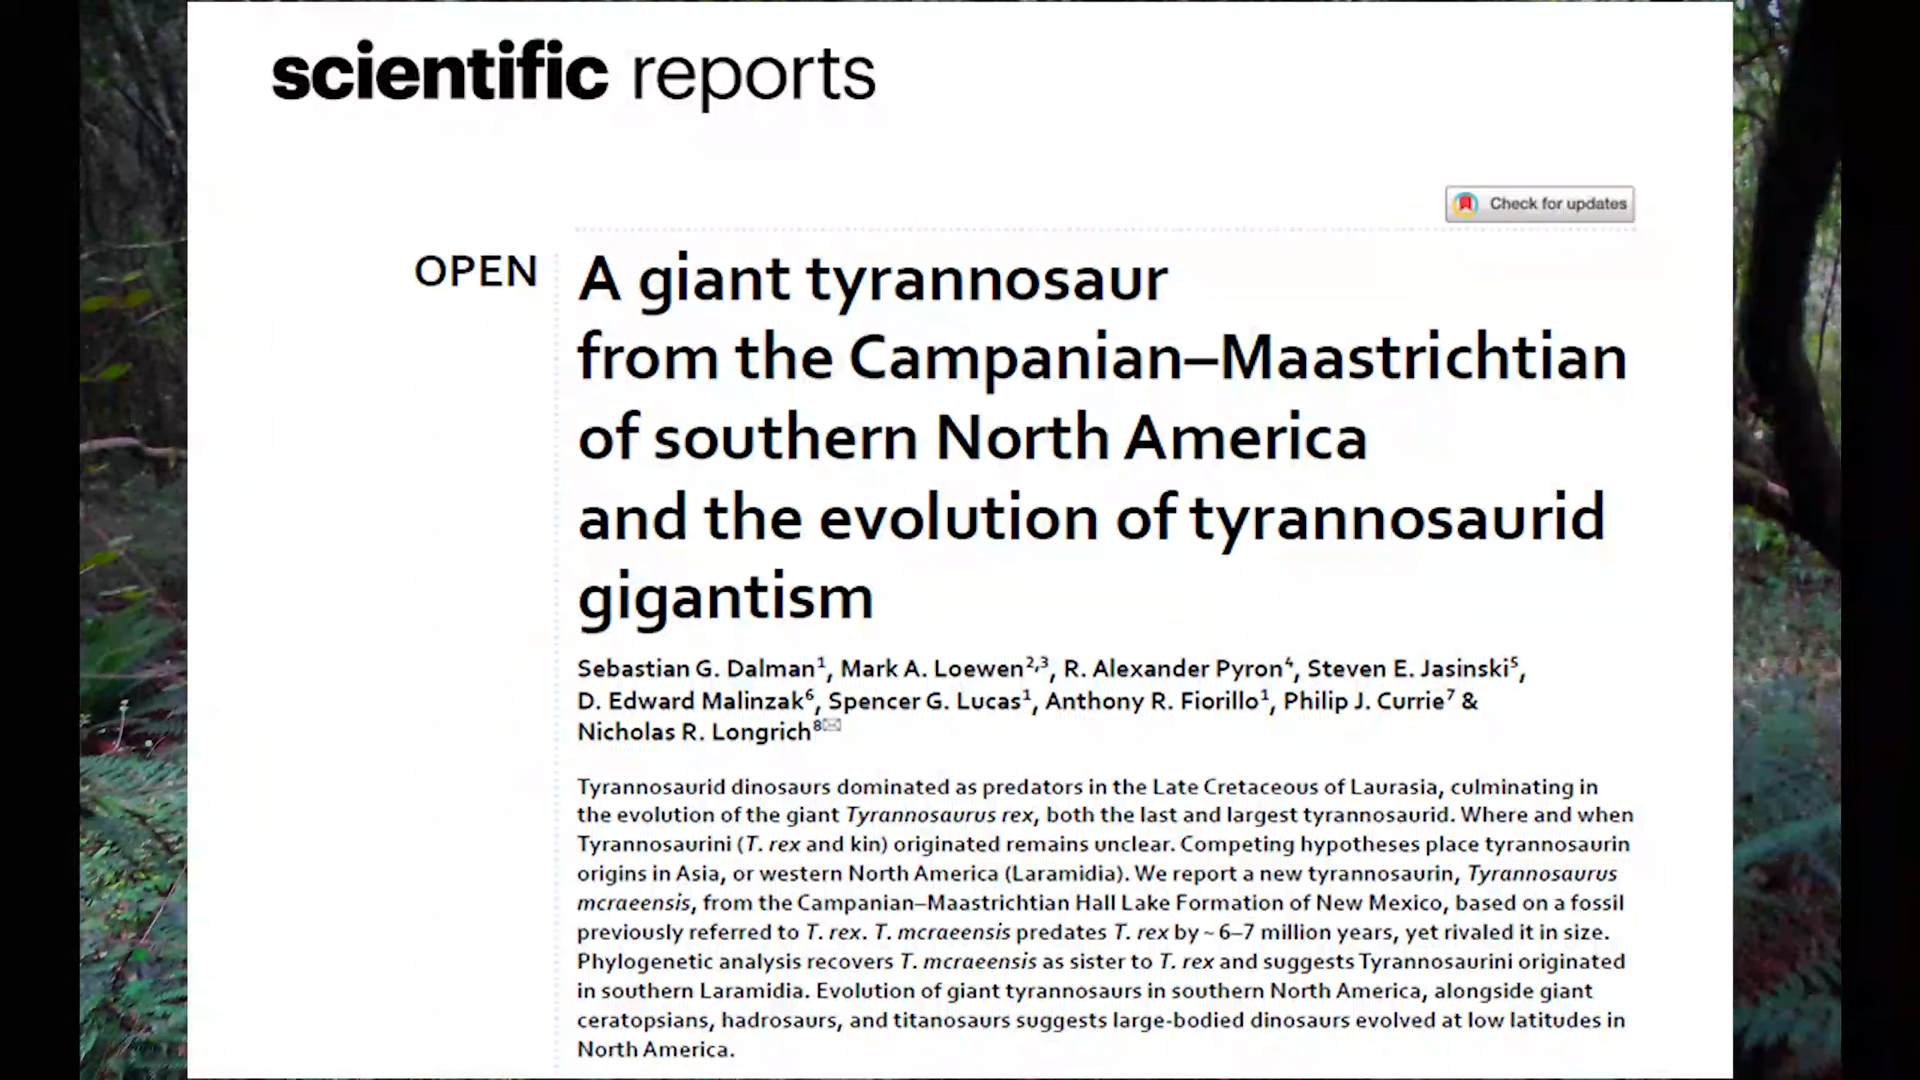 scientific reports
Check for updates
OPEN
A giant tyrannosaur
from the Campanian–Maastrichtian
of southern North America
and the evolution of tyrannosaurid
gigantism
Sebastian G. Dalman1, Mark A. Loewen2,3, R. Alexander Pyron4, Steven E. Jasinski5,
D. Edward Malinzak6, Spencer G. Lucas1, Anthony R. Fiorillo1, Philip J. Currie7 &
Nicholas R. Longrich8✉
Tyrannosaurid dinosaurs dominated as predators in the Late Cretaceous of Laurasia, culminating in
the evolution of the giant Tyrannosaurus rex, both the last and largest tyrannosaurid. Where and when
Tyrannosaurini (T. rex and kin) originated remains unclear. Competing hypotheses place tyrannosaurin
origins in Asia, or western North America (Laramidia). We report a new tyrannosaurin, Tyrannosaurus
mcraeensis, from the Campanian–Maastrichtian Hall Lake Formation of New Mexico, based on a fossil
previously referred to T. rex. T. mcraeensis predates T. rex by ~ 6–7 million years, yet rivaled it in size.
Phylogenetic analysis recovers T. mcraeensis as sister to T. rex and suggests Tyrannosaurini originated
in southern Laramidia. Evolution of giant tyrannosaurs in southern North America, alongside giant
ceratopsians, hadrosaurs, and titanosaurs suggests large-bodied dinosaurs evolved at low latitudes in
North America.